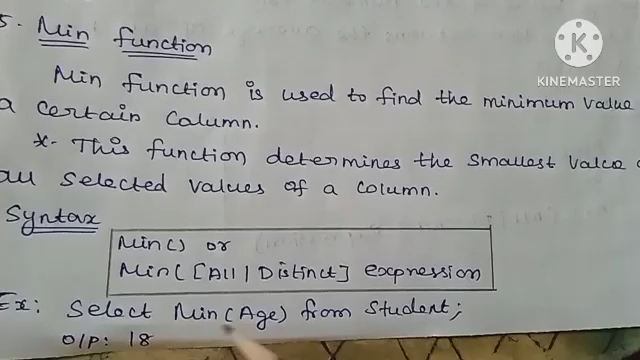 5. Min function
Min function is used to find the minimum value
a certain column.
*. This function determines the smallest value
all selected values of a column.
Syntax
Min() or
Min([All | Distinct] expression
Ex: Select Min(Age) from Student;
O/P: 18
K
KINEMASTER